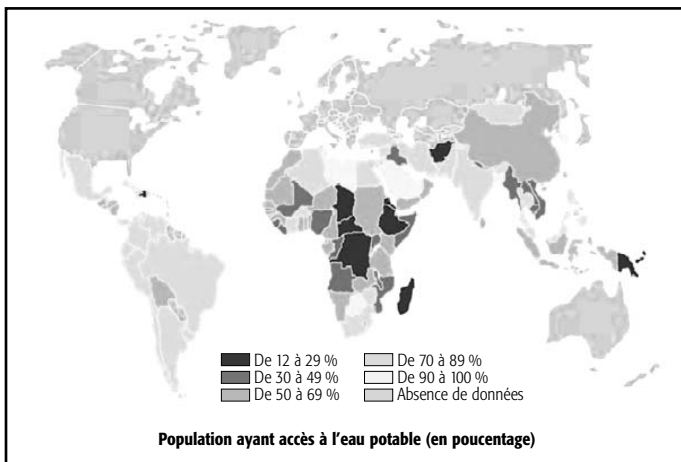 De 12 à 29 %
De 30 à 49 %
De 50 à 69 %
De 70 à 89 %
De 90 à 100 %
Absence de données
Population ayant accès à l'eau potable (en poucentage)